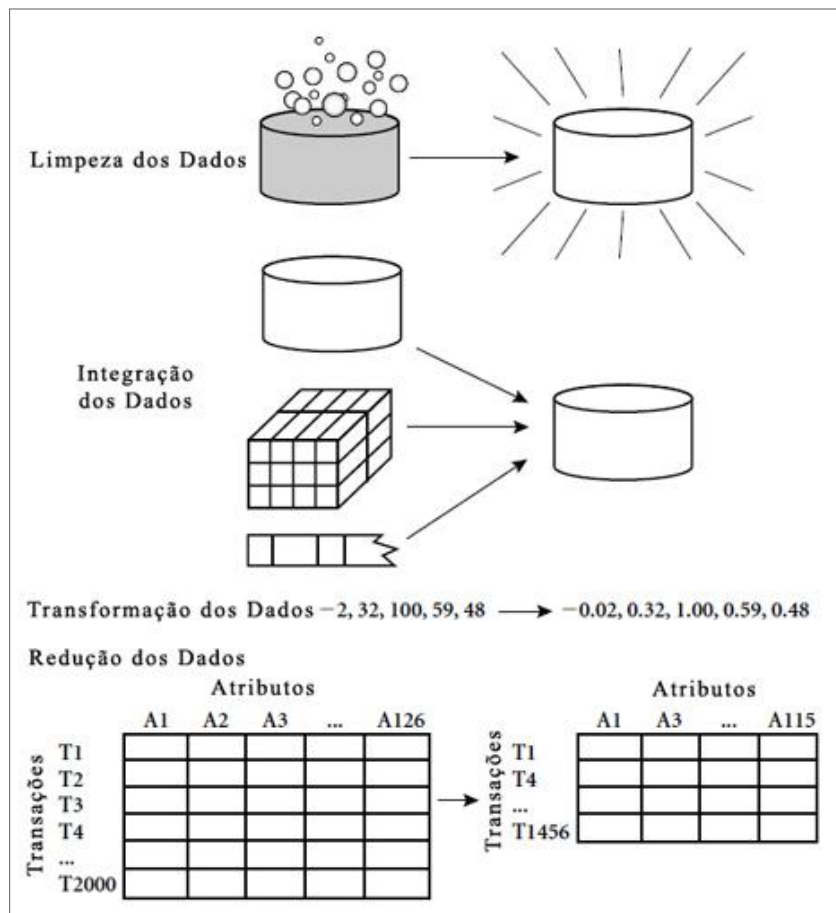 Limpeza dos Dados
Integração
dos Dados
Transformação dos Dados −2, 32, 100, 59, 48 −0.02, 0.32, 1.00, 0.59, 0.48
Redução dos Dados
Atributos
A1 A2 A3 ... A126
Transações
T1
T2
T3
T4
...
T2000
Atributos
A1 A3 ... A115
Transações
T1
T4
...
T1456